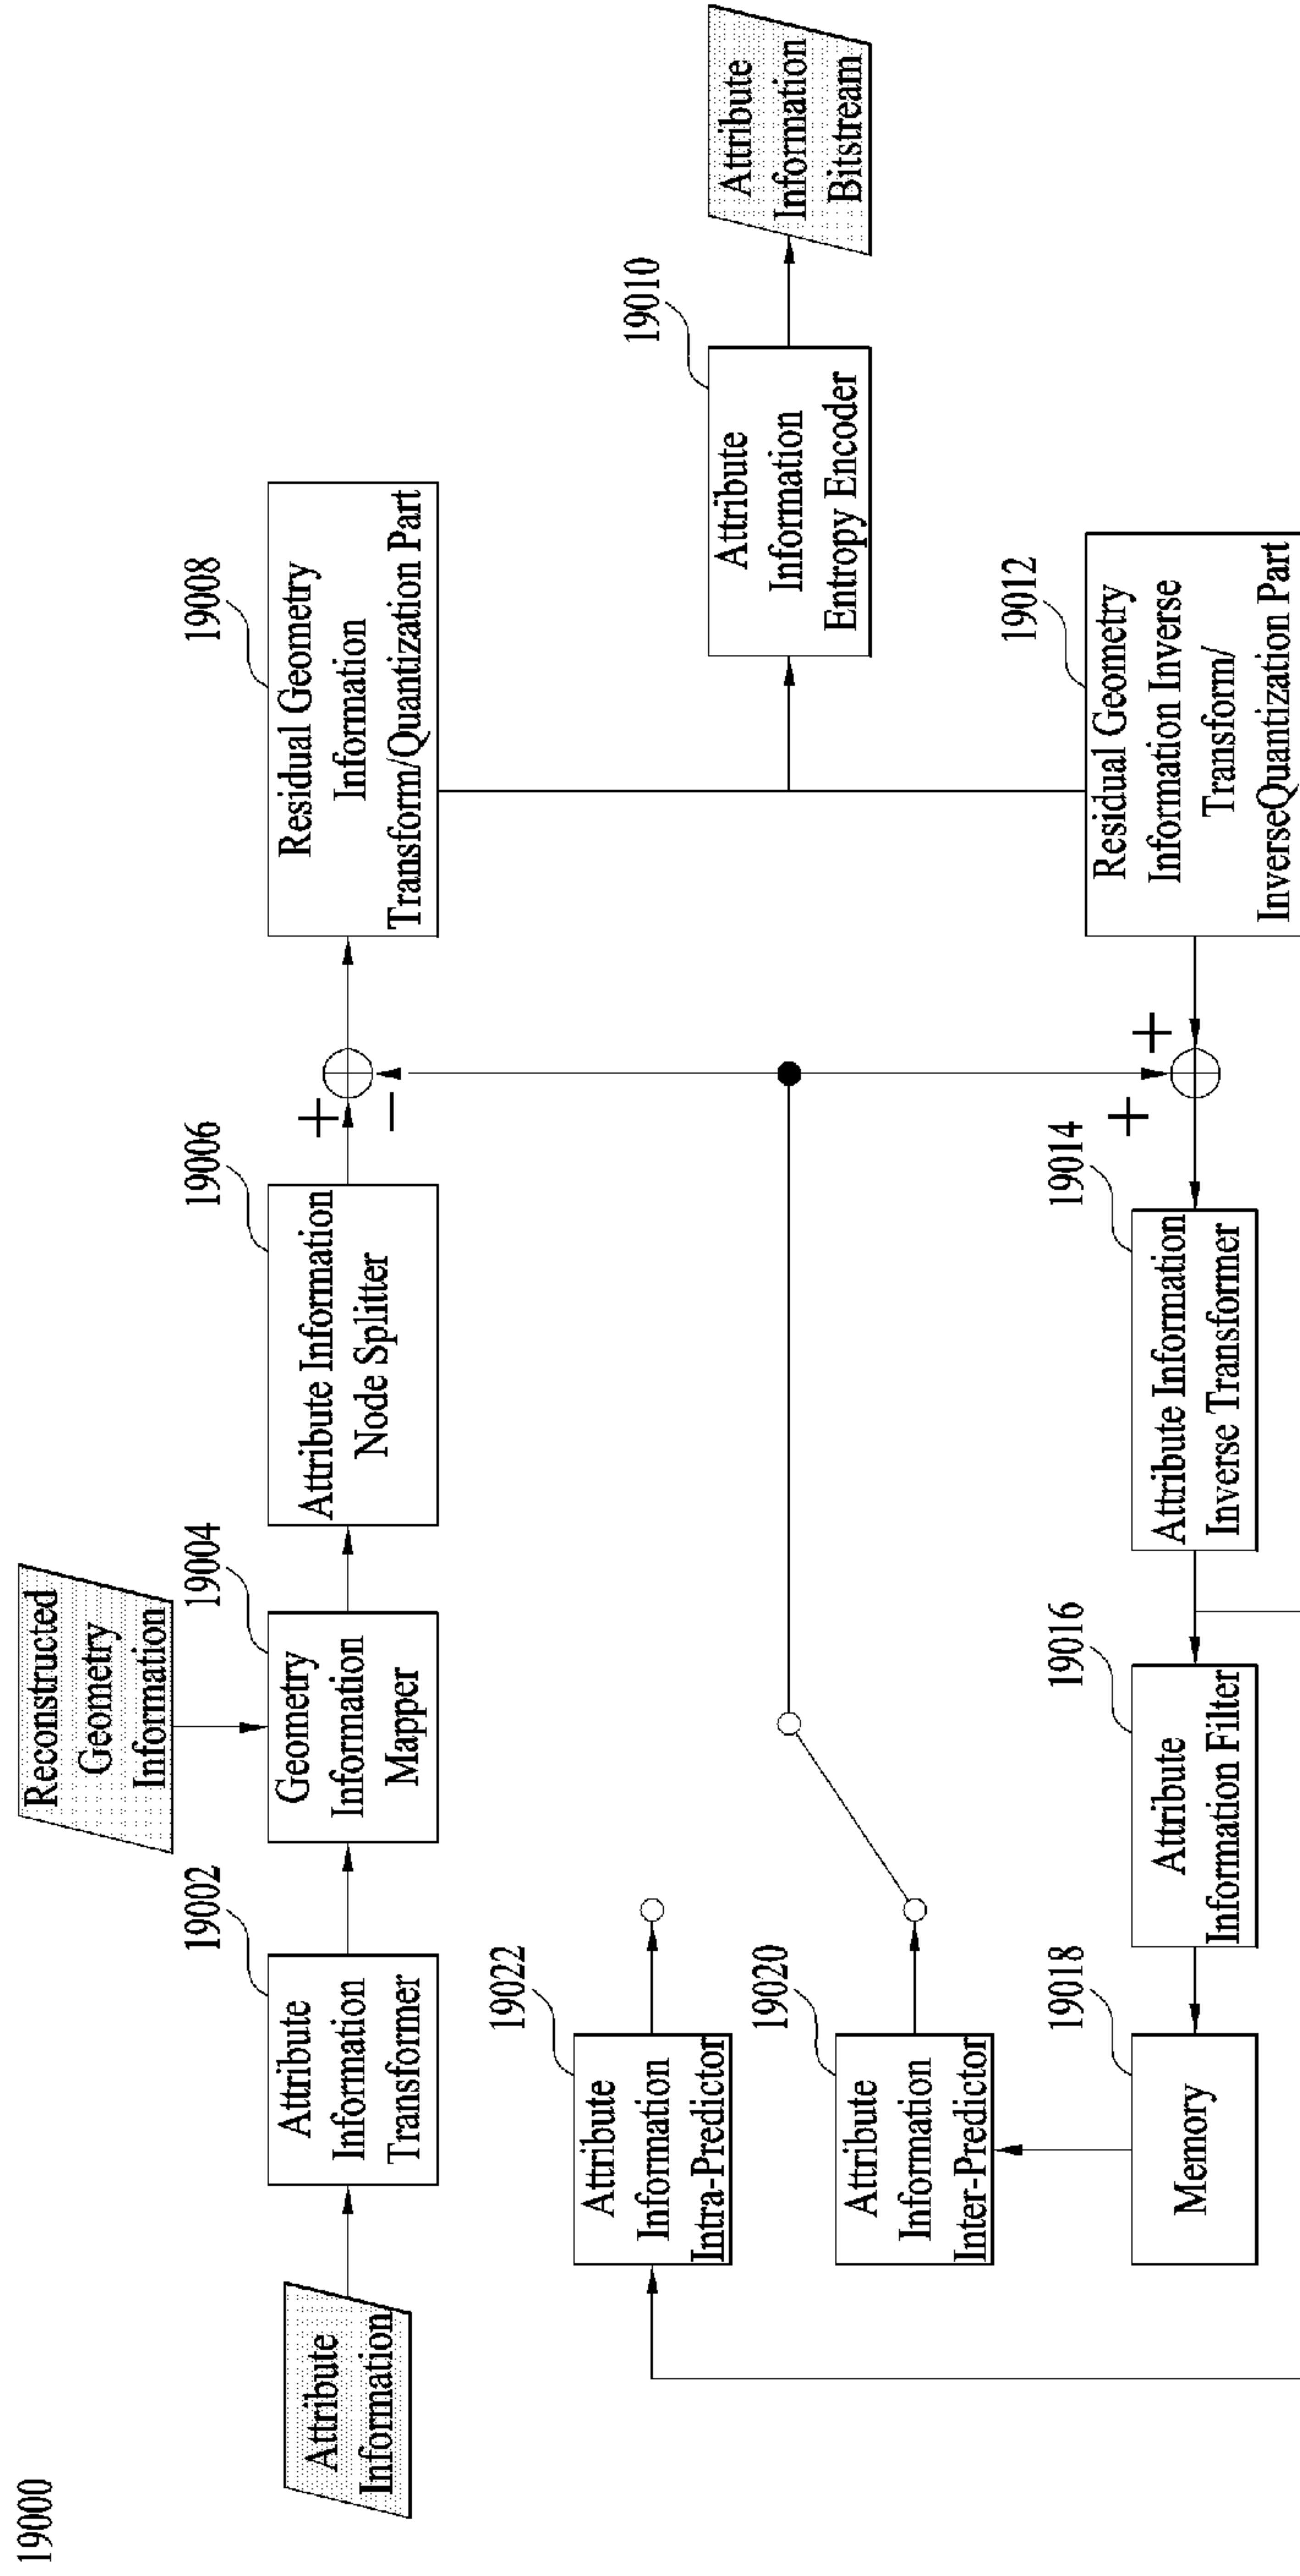 19000
Attribute
Information
19002
Attribute
Information
Transformer
Reconstructed
Geometry
Information
19004
Geometry
Information
Mapper
19006
Attribute Information
Node Splitter
+
−
19008
Residual Geometry
Information
Transform/Quantization Part
19010
Attribute
Information
Entropy Encoder
Attribute
Information
Bitstream
19022
Attribute
Information
Intra-Predictor
19020
Attribute
Information
Inter-Predictor
19018
Memory
19016
Attribute
Information Filter
19014
Attribute Information
Inverse Transformer
+
+
19012
Residual Geometry
Information Inverse
Transform/
InverseQuantization Part